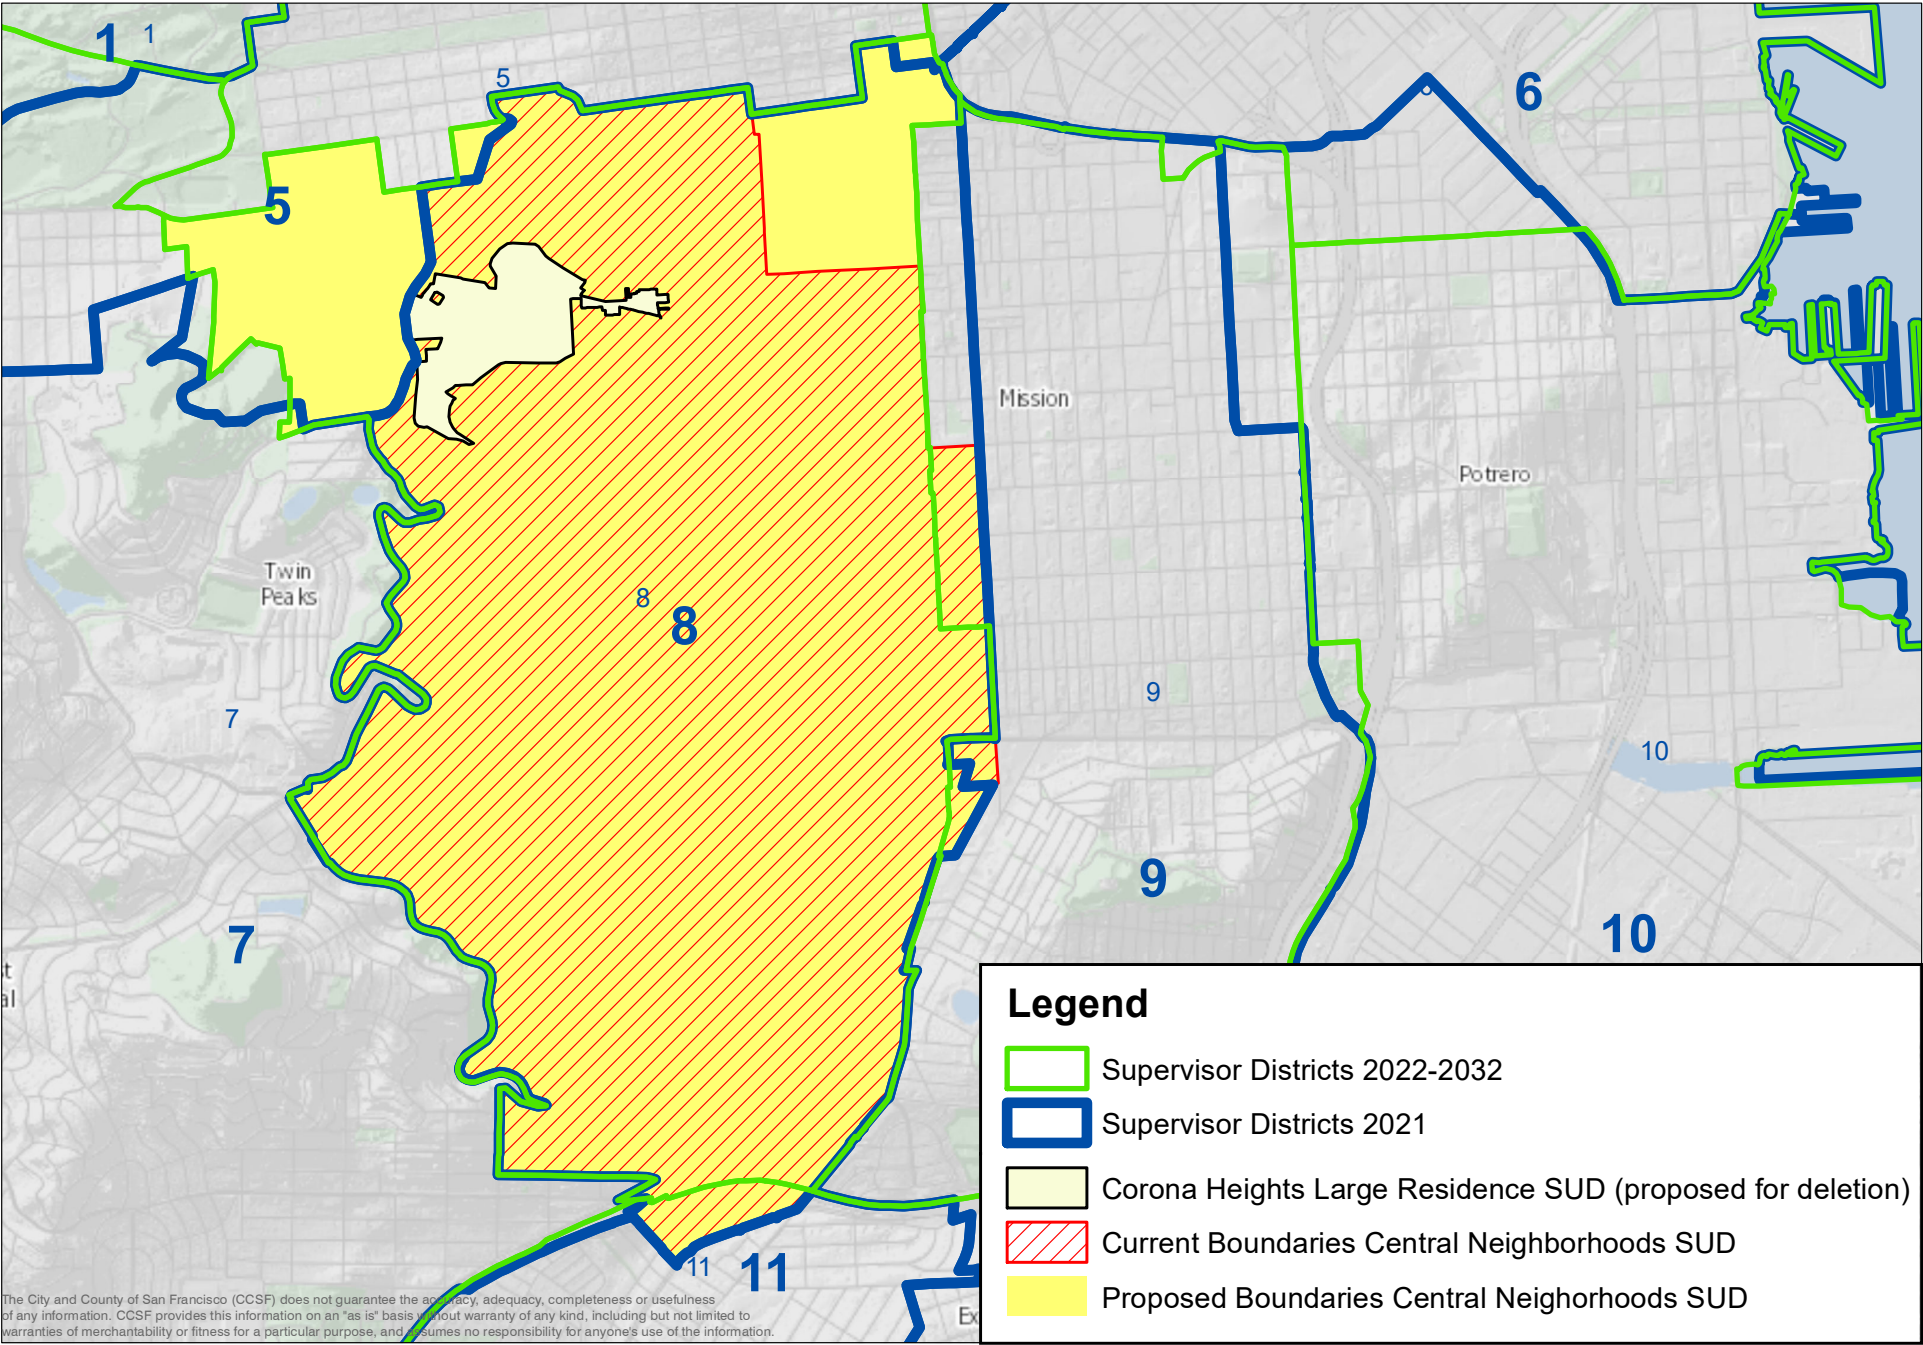 1
1
5
6
5
Mission
Potrero
Twin
Peaks
8
8
7
9
10
9
7
10
st
al
11
11
Ex
Legend
Supervisor Districts 2022-2032
Supervisor Districts 2021
Corona Heights Large Residence SUD (proposed for deletion)
Current Boundaries Central Neighborhoods SUD
Proposed Boundaries Central Neighorhoods SUD
The City and County of San Francisco (CCSF) does not guarantee the accuracy, adequacy, completeness or usefulness
of any information. CCSF provides this information on an "as is" basis without warranty of any kind, including but not limited to
warranties of merchantability or fitness for a particular purpose, and assumes no responsibility for anyone's use of the information.